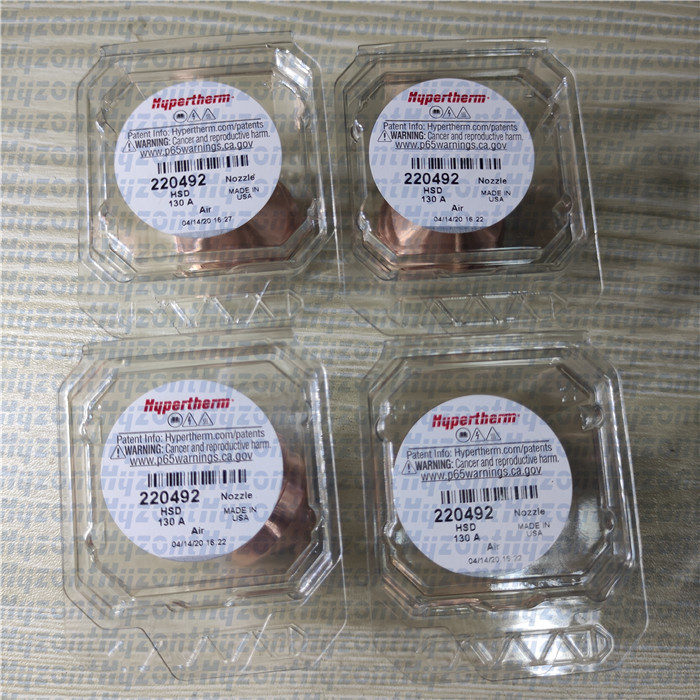 Hypertherm®
Patent Info: Hypertherm.com/patents
WARNING: Cancer and reproductive harm.
www.p65warnings.ca.gov
220492 Nozzle
HSD MADE IN
130 A USA
Air
04/14/20 16:27
Hypertherm®
Patent Info: Hypertherm.com/patents
WARNING: Cancer and reproductive harm.
www.p65warnings.ca.gov
220492 Nozzle
HSD MADE IN
130 A USA
Air
04/14/20 16:22
Hypertherm®
Patent Info: Hypertherm.com/patents
WARNING: Cancer and reproductive harm.
www.p65warnings.ca.gov
220492 Nozzle
HSD MADE IN
130 A USA
Air
04/14/20 16:22
Hypertherm®
Patent Info: Hypertherm.com/patents
WARNING: Cancer and reproductive harm.
www.p65warnings.ca.gov
220492 Nozzle
HSD MADE IN
130 A USA
Air
04/14/20 16:22